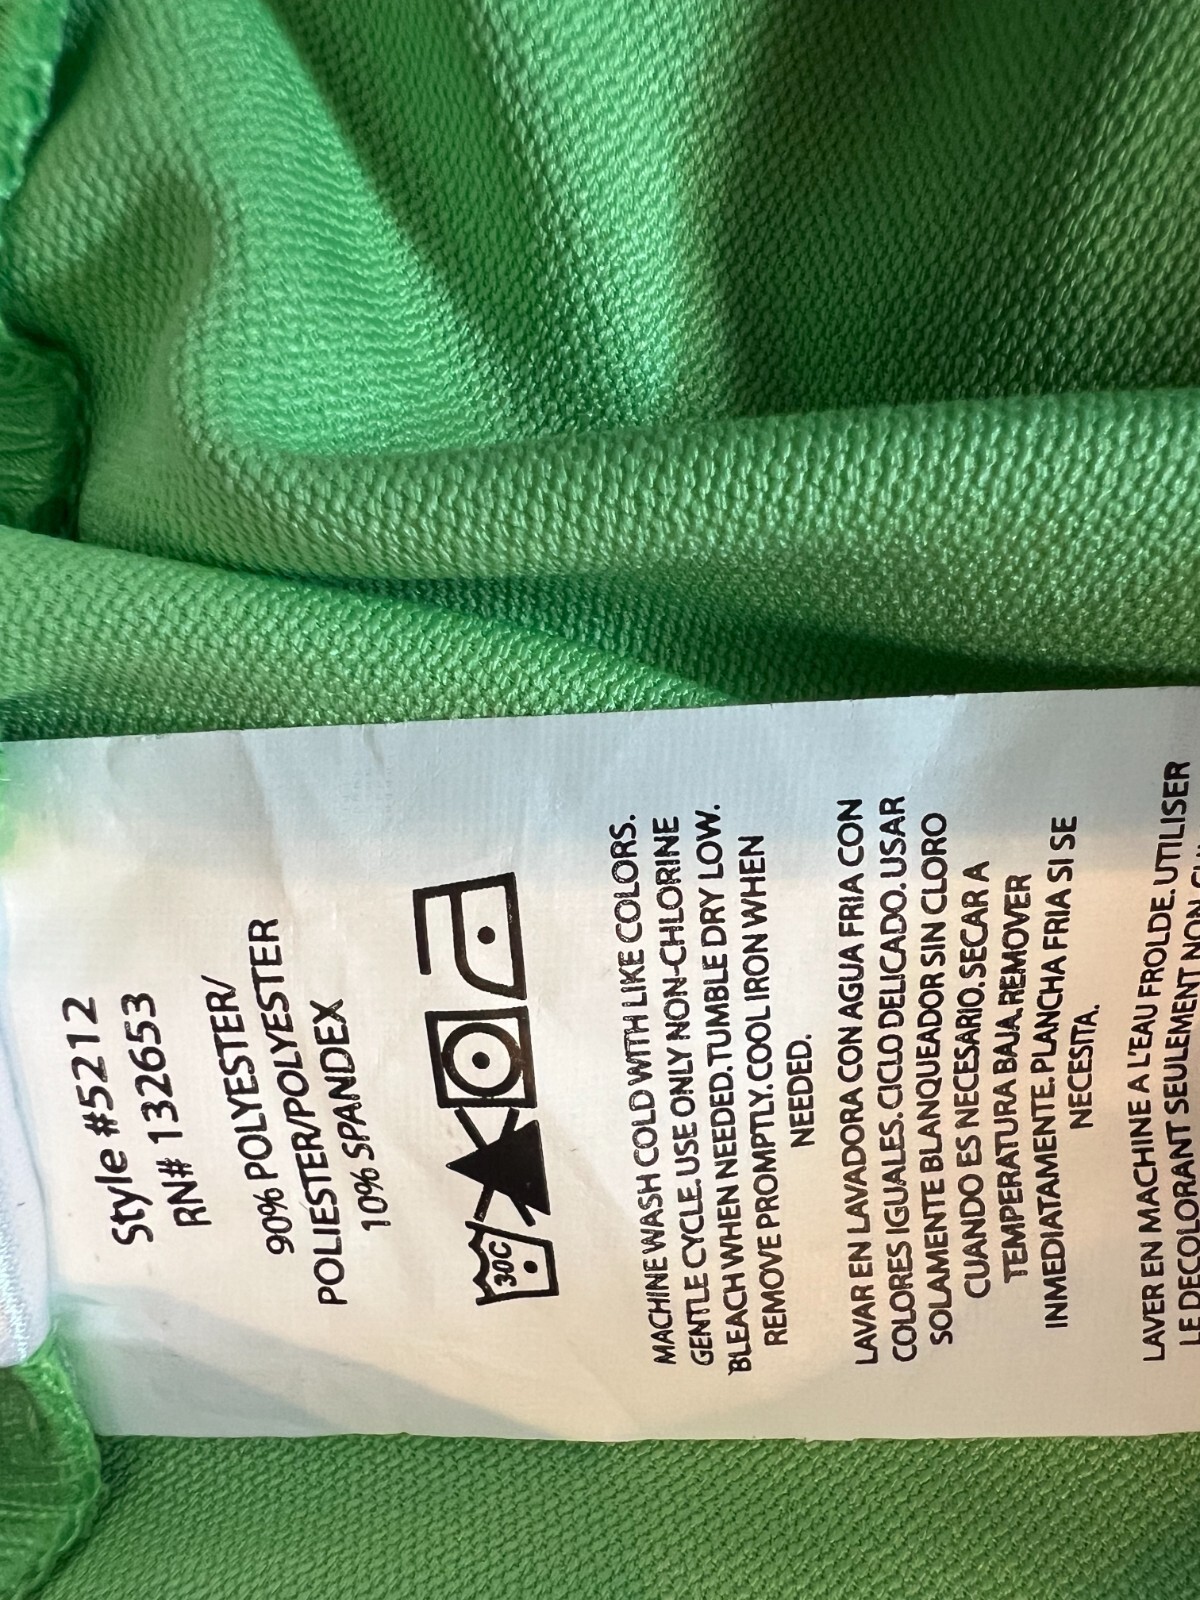 Style #5212
RN# 132653
90% POLYESTER/
POLIESTER/POLYESTER
10% SPANDEX
30C
MACHINE WASH COLD WITH LIKE COLORS.
GENTLE CYCLE. USE ONLY NON-CHLORINE
BLEACH WHEN NEEDED. TUMBLE DRY LOW.
REMOVE PROMPTLY. COOL IRON WHEN
NEEDED.
LAVAR EN LAVADORA CON AGUA FRIA CON
COLORES IGUALES. CICLO DELICADO. USAR
SOLAMENTE BLANQUEADOR SIN CLORO
CUANDO ES NECESARIO. SECAR A
TEMPERATURA BAJA. REMOVER
INMEDIATAMENTE. PLANCHA FRIA SI SE
NECESITA.
LAVER EN MACHINE A L'EAU FROLDE. UTILISER
LE DECOLORANT SEULEMENT NON